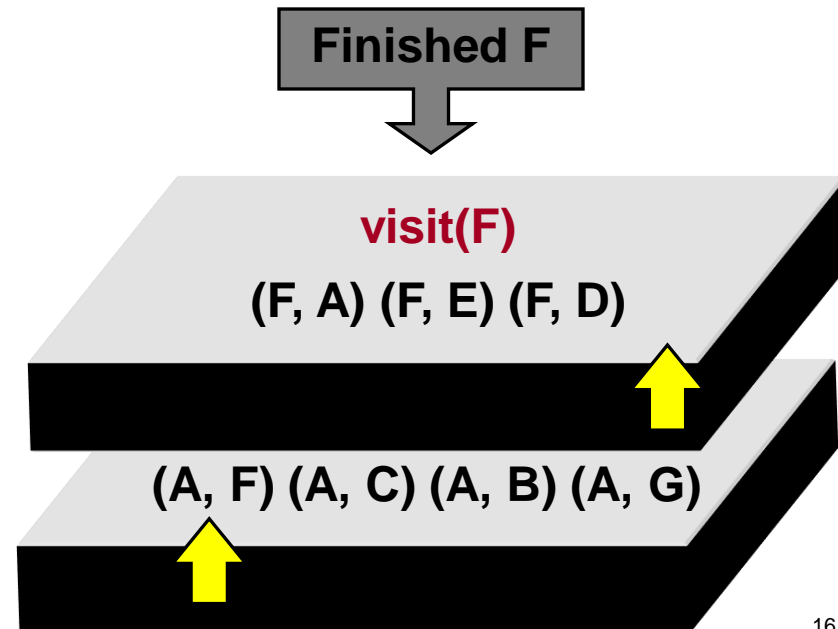 Finished F
visit(F)
(F, A) (F, E) (F, D)
(A, F) (A, C) (A, B) (A, G)
16